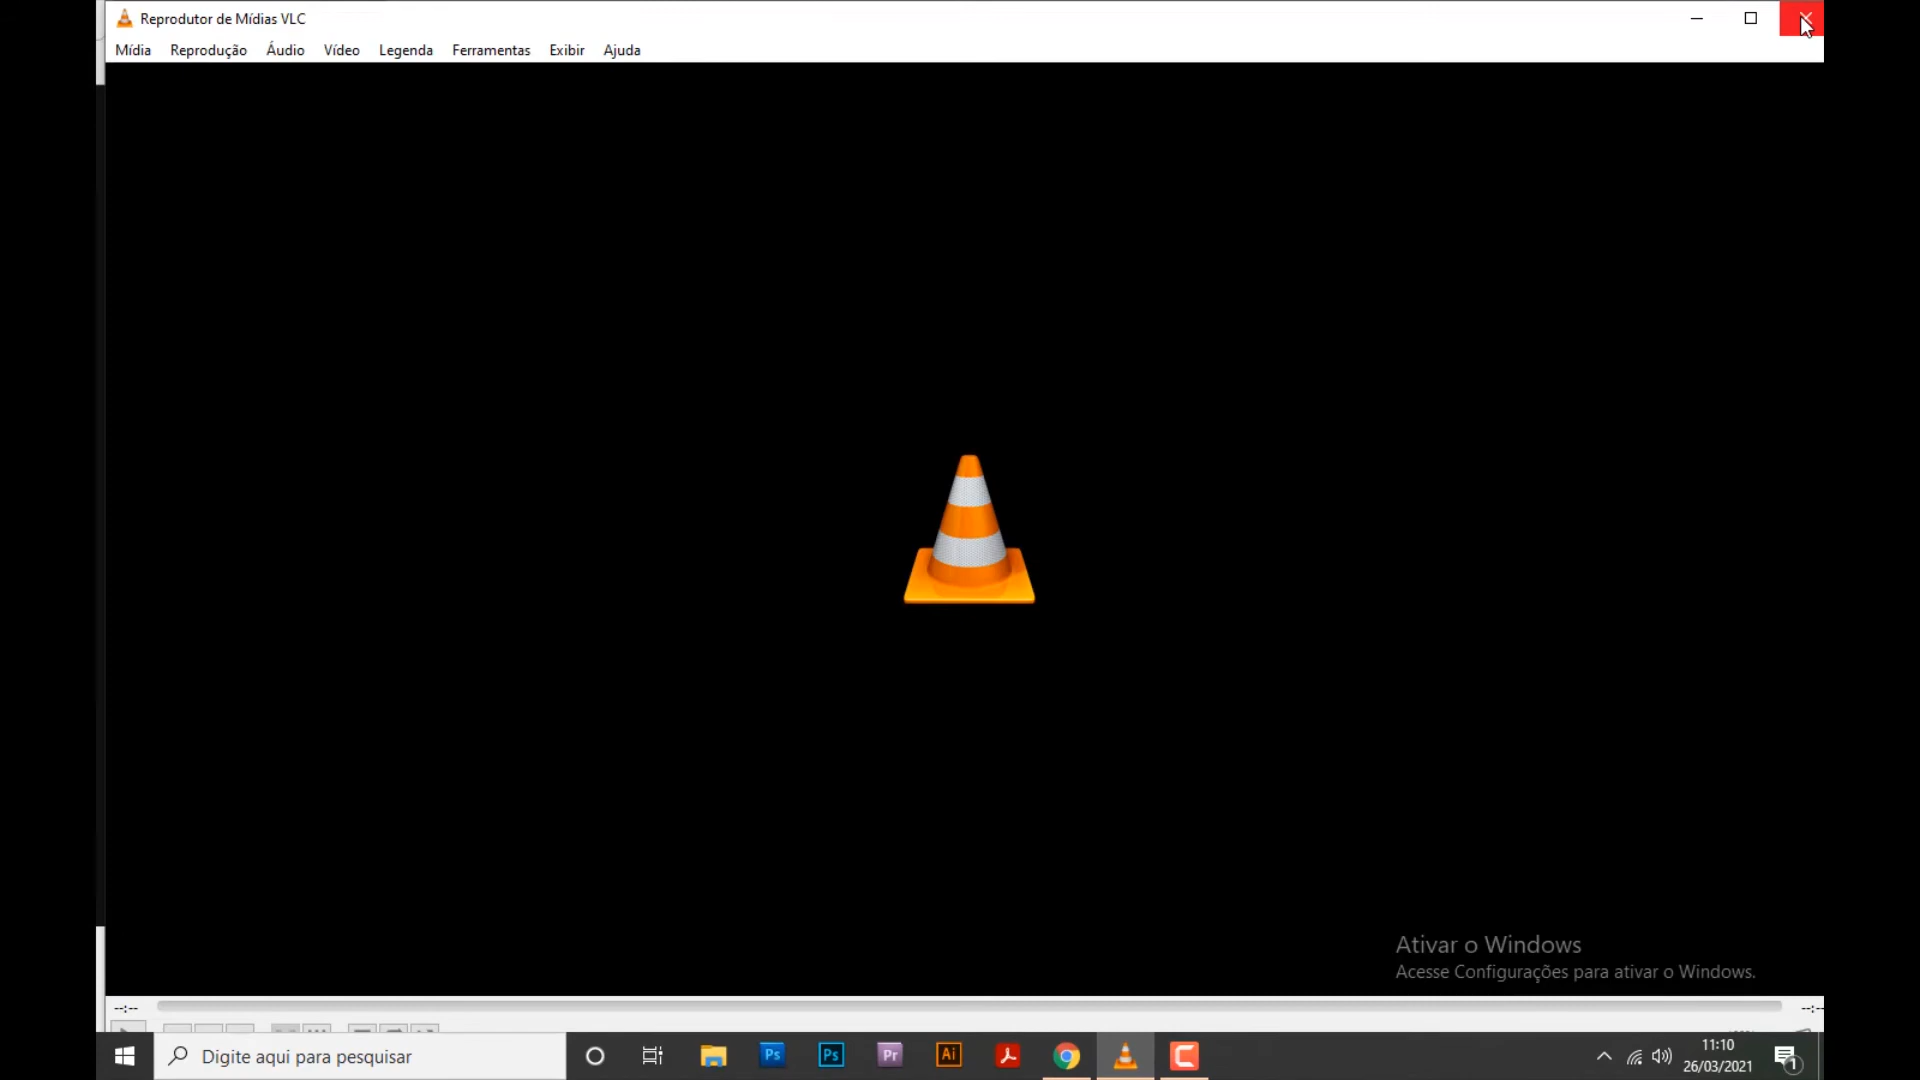 Reprodutor de Mídias VLC
Mídia Reprodução Áudio Vídeo Legenda Ferramentas Exibir Ajuda
Ativar o Windows
Acesse Configurações para ativar o Windows.
--:-- --:--
Digite aqui para pesquisar
Ps Ps Pr Ai
11:10
26/03/2021
1